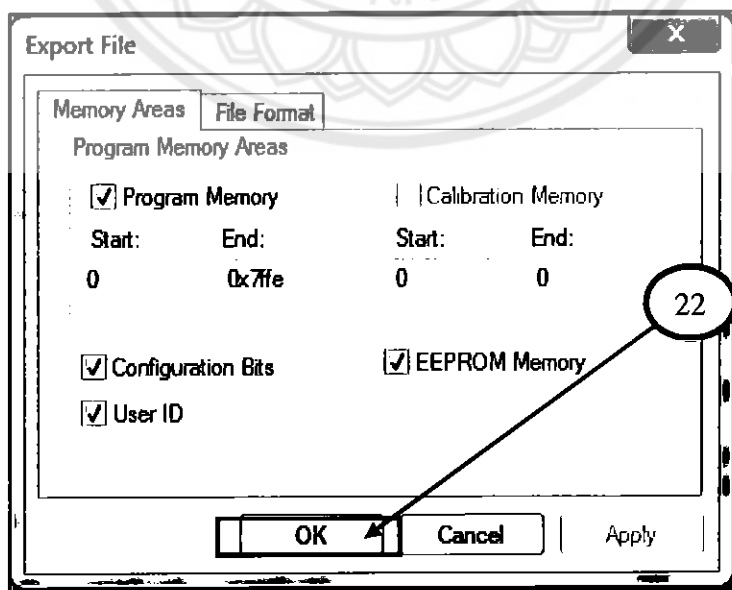 Export File X
Memory Areas File Format
Program Memory Areas
Program Memory Calibration Memory
Start: End: Start: End:
0 0x7ffe 0 0
22
Configuration Bits EEPROM Memory
User ID
OK Cancel Apply